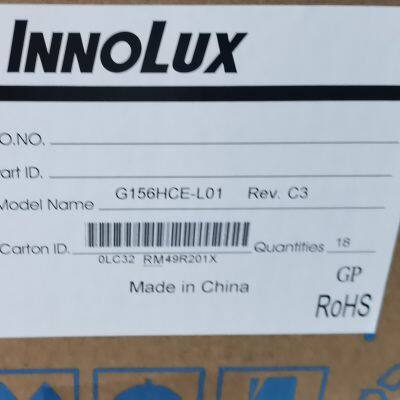 INNOLUX
O.NO.
art ID.
Model Name G156HCE-L01 Rev. C3
Carton ID. Quantities 18
0LC32 RM49R201X
Made in China
GP
RoHS